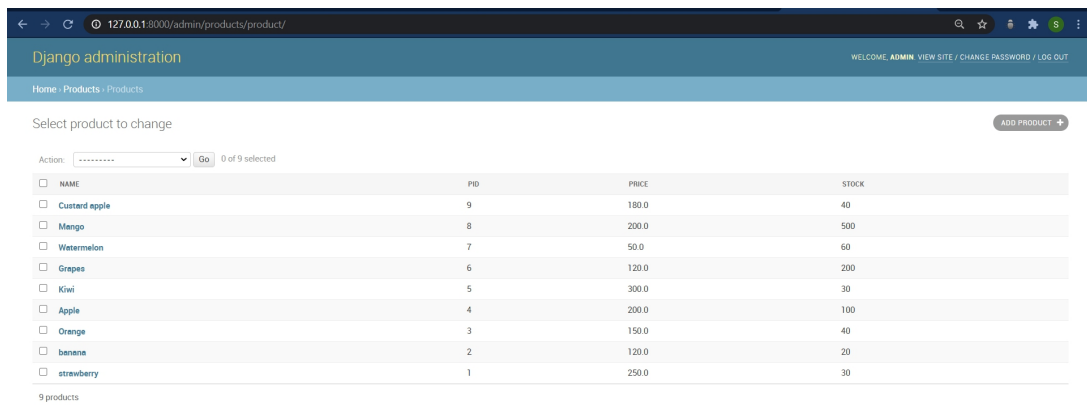 127.0.0.1:8000/admin/products/product/
S
Django administration
WELCOME, ADMIN. VIEW SITE / CHANGE PASSWORD / LOG OUT
Home › Products › Products
Select product to change
ADD PRODUCT +
Action: --------- Go 0 of 9 selected
NAME PID PRICE STOCK
Custard apple 9 180.0 40
Mango 8 200.0 500
Watermelon 7 50.0 60
Grapes 6 120.0 200
Kiwi 5 300.0 30
Apple 4 200.0 100
Orange 3 150.0 40
banana 2 120.0 20
strawberry 1 250.0 30
9 products